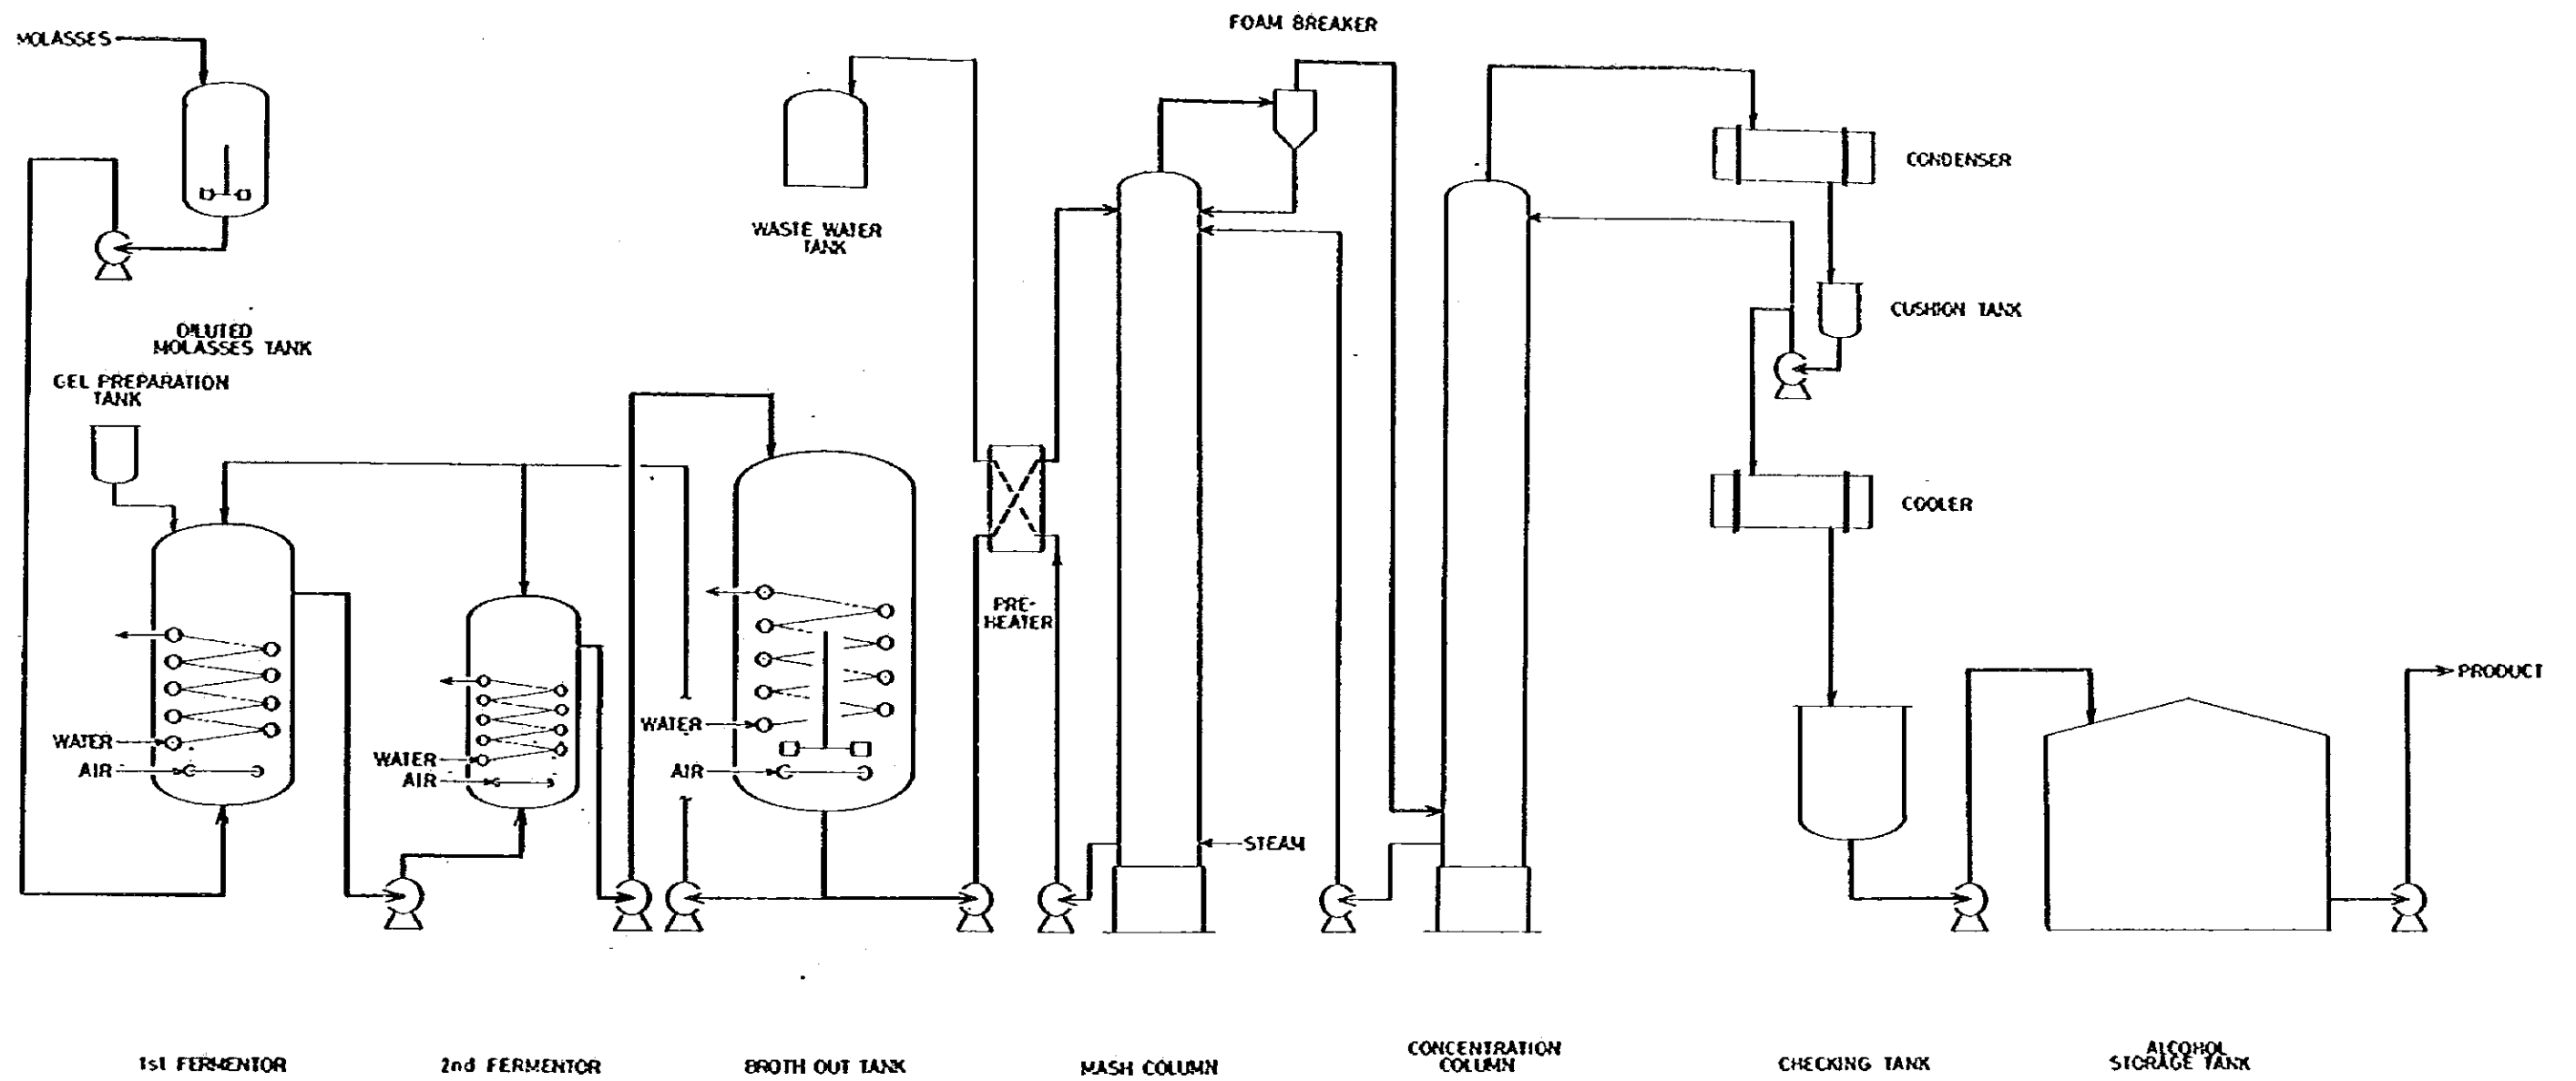 FOAM BREAKER
MOLASSES
CONDENSER
WASTE WATER
TANK
CUSHION TANK
DILUTED
MOLASSES TANK
GEL PREPARATION
TANK
COOLER
PRE-
HEATER
PRODUCT
WATER
AIR
WATER
AIR
WATER
AIR
STEAM
1st FERMENTOR
2nd FERMENTOR
BROTH OUT TANK
MASH COLUMN
CONCENTRATION
COLUMN
CHECKING TANK
ALCOHOL
STORAGE TANK